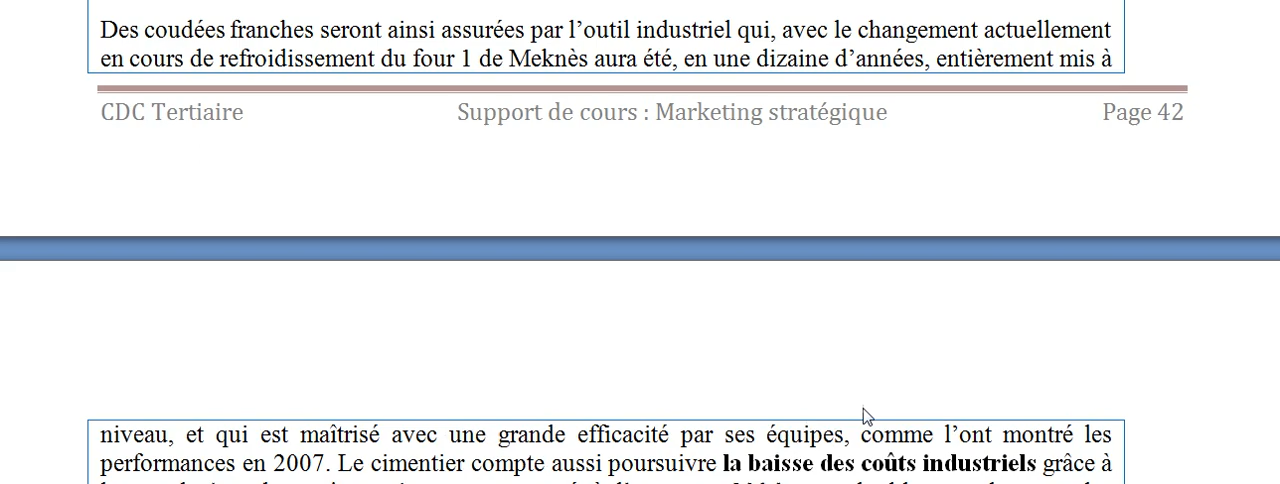 Des coudées franches seront ainsi assurées par l’outil industriel qui, avec le changement actuellement
en cours de refroidissement du four 1 de Meknès aura été, en une dizaine d’années, entièrement mis à
CDC Tertiaire Support de cours : Marketing stratégique Page 42
niveau, et qui est maîtrisé avec une grande efficacité par ses équipes, comme l’ont montré les
performances en 2007. Le cimentier compte aussi poursuivre la baisse des coûts industriels grâce à